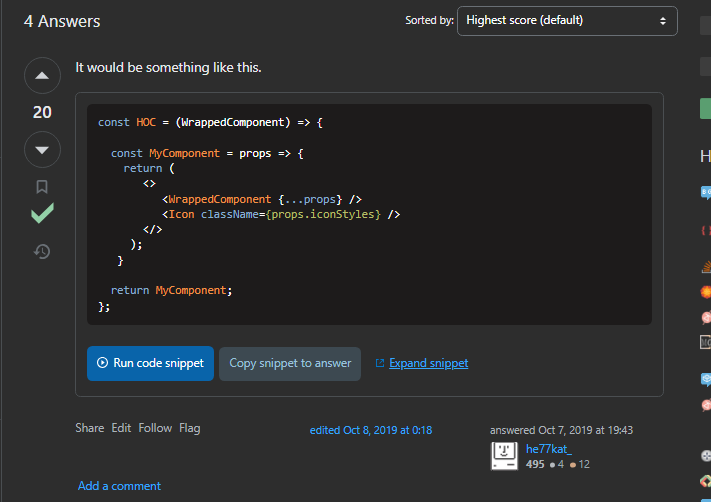 4 Answers
Sorted by: Highest score (default)
It would be something like this.
20
const HOC = (WrappedComponent) => {
const MyComponent = props => {
return (
<>
<WrappedComponent {...props} />
<Icon className={props.iconStyles} />
</>
);
}
return MyComponent;
};
Run code snippet Copy snippet to answer Expand snippet
Share Edit Follow Flag edited Oct 8, 2019 at 0:18 answered Oct 7, 2019 at 19:43
he77kat_
495 4 12
Add a comment
H